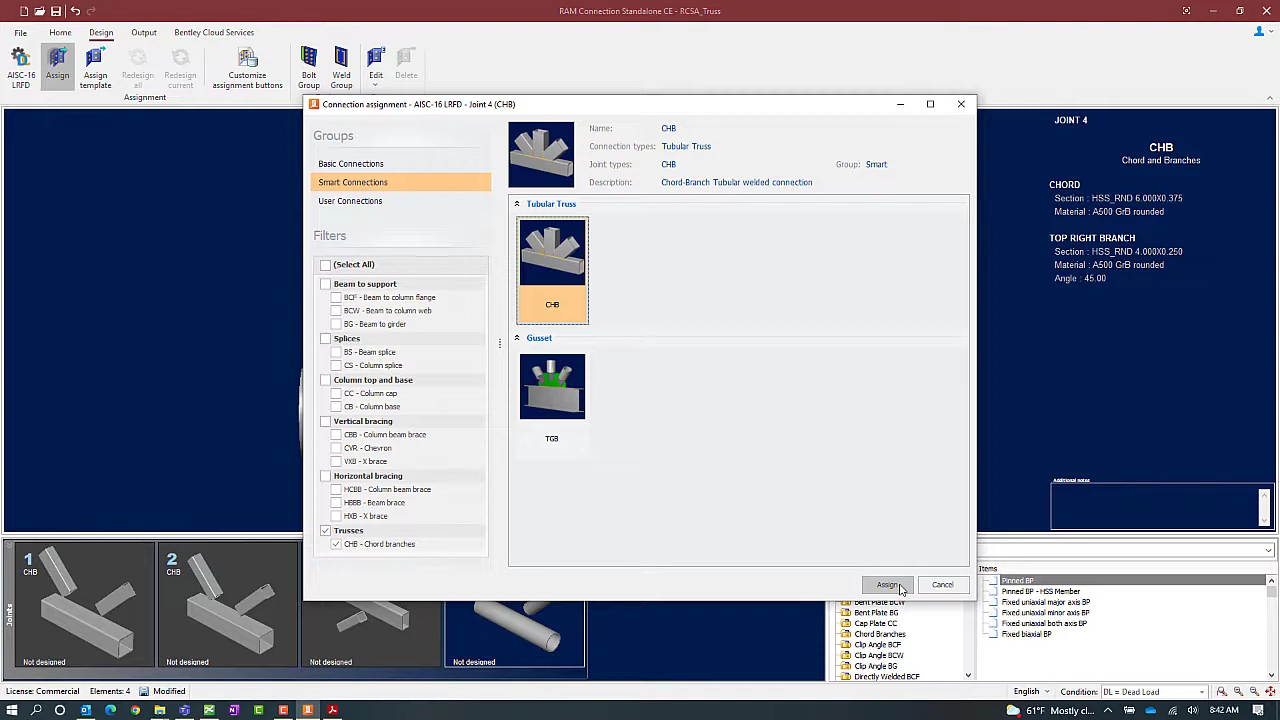 RAM Connection Standalone CE - RCSA_Truss
File
Home
Design
Output
Bentley Cloud Services
AISC-16 LRFD
Assign
Assign template
Redesign all
Redesign current
Customize assignment buttons
Bolt Group
Weld Group
Edit
Delete
Assignment
Connection assignment - AISC-16 LRFD - Joint 4 (CHB)
Groups
Basic Connections
Smart Connections
User Connections
Filters
(Select All)
Beam to support
BCF - Beam to column flange
BCW - Beam to column web
BG - Beam to girder
Splices
BS - Beam splice
CS - Column splice
Column top and base
CC - Column cap
CB - Column base
Vertical bracing
CBB - Column beam brace
CVR - Chevron
VXB - X brace
Horizontal bracing
HCBB - Column beam brace
HBBB - Beam brace
HXB - X brace
Trusses
CHB - Chord branches
Name: CHB
Connection types: Tubular Truss
Joint types: CHB Group: Smart
Description: Chord-Branch Tubular welded connection
Tubular Truss
CHB
Gusset
TGB
Assign
Cancel
JOINT 4
CHB
Chord and Branches
CHORD
Section : HSS_RND 6.000X0.375
Material : A500 GrB rounded
TOP RIGHT BRANCH
Section : HSS_RND 4.000X0.250
Material : A500 GrB rounded
Angle : 45.00
Additional notes
Joints
1
CHB
Not designed
2
CHB
Not designed
Not designed
Not designed
Bent Plate BCW
Bent Plate BG
Cap Plate CC
Chord Branches
Clip Angle BCF
Clip Angle BCW
Clip Angle BG
Directly Welded BCF
Items
Pinned BP
Pinned BP - HSS Member
Fixed uniaxial major axis BP
Fixed uniaxial minor axis BP
Fixed uniaxial both axis BP
Fixed biaxial BP
License: Commercial
Elements: 4
Modified
English
Condition:
DL = Dead Load
61°F Mostly cl...
8:42 AM